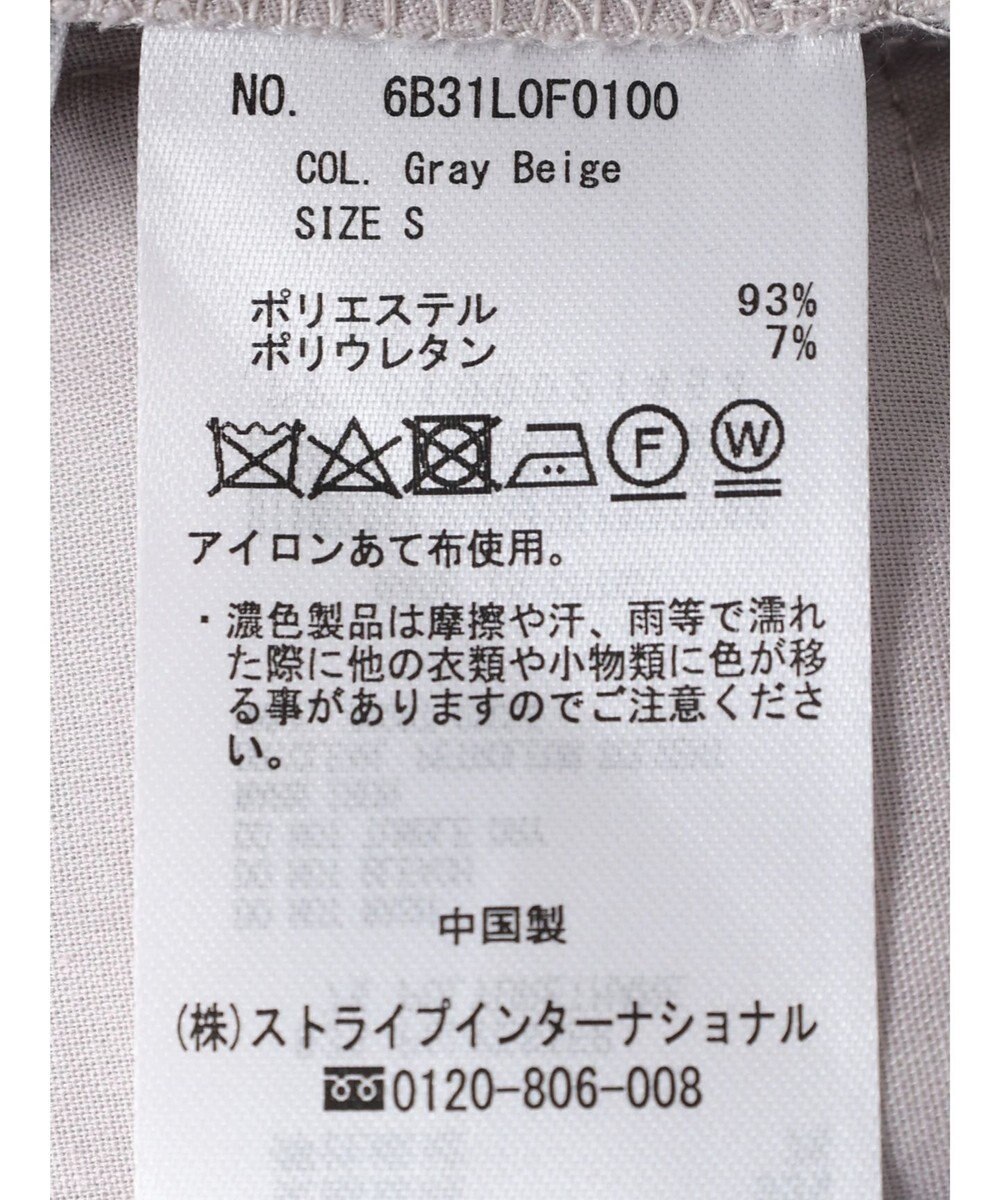 NO. 6B31L0F0100
COL. Gray Beige
SIZE S
ポリエステル 93%
ポリウレタン 7%
F W
アイロンあて布使用。
・濃色製品は摩擦や汗、雨等で濡れ
た際に他の衣類や小物類に色が移
る事がありますのでご注意くださ
い。
中国製
(株)ストライプインターナショナル
0120-806-008